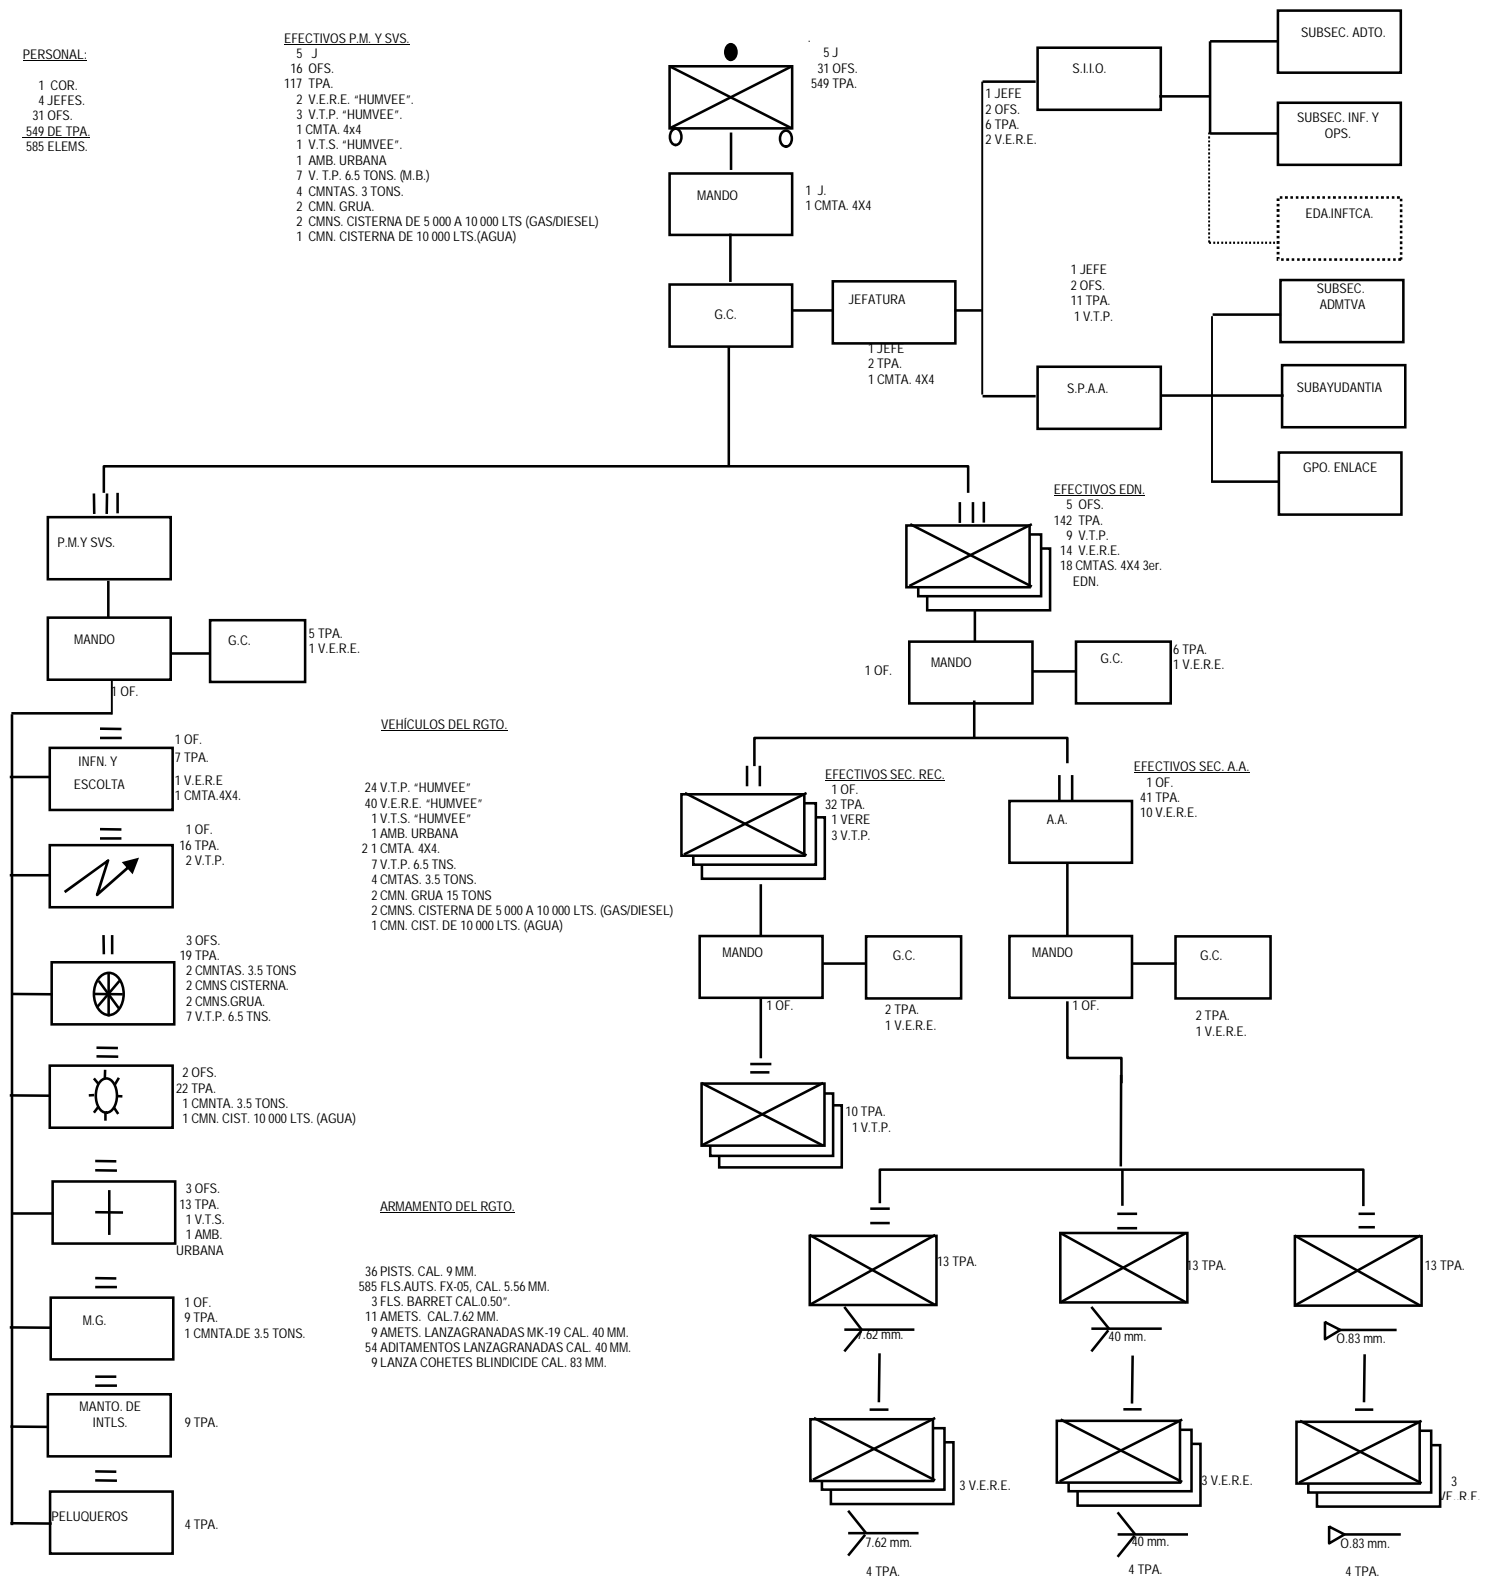 PERSONAL:
1 COR.
4 JEFES.
31 OFS.
549 DE TPA.
585 ELEMS.
EFECTIVOS P.M. Y SVS.
5 J
16 OFS.
117 TPA.
2 V.E.R.E. “HUMVEE”.
3 V.T.P. “HUMVEE”.
1 CMTA. 4x4
1 V.T.S. “HUMVEE”.
1 AMB. URBANA
7 V. T.P. 6.5 TONS. (M.B.)
4 CMNTAS. 3 TONS.
2 CMN. GRUA.
2 CMNS. CISTERNA DE 5 000 A 10 000 LTS (GAS/DIESEL)
1 CMN. CISTERNA DE 10 000 LTS.(AGUA)
5 J
31 OFS.
549 TPA.
MANDO
1 J.
1 CMTA. 4X4
G.C.
JEFATURA
1 JEFE
2 TPA.
1 CMTA. 4X4
S.I.I.O.
1 JEFE
2 OFS.
6 TPA.
2 V.E.R.E.
SUBSEC. ADTO.
SUBSEC. INF. Y
OPS.
EDA.INFTCA.
1 JEFE
2 OFS.
11 TPA.
1 V.T.P.
S.P.A.A.
SUBSEC.
ADMTVA
SUBAYUDANTIA
GPO. ENLACE
P.M.Y SVS.
MANDO
1 OF.
G.C.
5 TPA.
1 V.E.R.E.
INFN. Y
ESCOLTA
1 OF.
7 TPA.
1 V.E.R.E
1 CMTA.4X4.
1 OF.
16 TPA.
2 V.T.P.
3 OFS.
19 TPA.
2 CMNTAS. 3.5 TONS
2 CMNS CISTERNA.
2 CMNS.GRUA.
7 V.T.P. 6.5 TNS.
2 OFS.
22 TPA.
1 CMNTA. 3.5 TONS.
1 CMN. CIST. 10 000 LTS. (AGUA)
3 OFS.
13 TPA.
1 V.T.S.
1 AMB.
URBANA
M.G.
1 OF.
9 TPA.
1 CMNTA.DE 3.5 TONS.
MANTO. DE
INTLS.
9 TPA.
PELUQUEROS
4 TPA.
VEHÍCULOS DEL RGTO.
24 V.T.P. “HUMVEE”
40 V.E.R.E. “HUMVEE”
1 V.T.S. “HUMVEE”
1 AMB. URBANA
2 1 CMTA. 4X4.
7 V.T.P. 6.5 TNS.
4 CMTAS. 3.5 TONS.
2 CMN. GRUA 15 TONS
2 CMNS. CISTERNA DE 5 000 A 10 000 LTS. (GAS/DIESEL)
1 CMN. CIST. DE 10 000 LTS. (AGUA)
ARMAMENTO DEL RGTO.
36 PISTS. CAL. 9 MM.
585 FLS.AUTS. FX-05, CAL. 5.56 MM.
3 FLS. BARRET CAL.0.50”.
11 AMETS. CAL.7.62 MM.
9 AMETS. LANZAGRANADAS MK-19 CAL. 40 MM.
54 ADITAMENTOS LANZAGRANADAS CAL. 40 MM.
9 LANZA COHETES BLINDICIDE CAL. 83 MM.
EFECTIVOS EDN.
5 OFS.
142 TPA.
9 V.T.P.
14 V.E.R.E.
18 CMTAS. 4X4 3er.
EDN.
1 OF.
MANDO
G.C.
6 TPA.
1 V.E.R.E.
EFECTIVOS SEC. REC.
1 OF.
32 TPA.
1 VERE
3 V.T.P.
EFECTIVOS SEC. A.A.
1 OF.
41 TPA.
10 V.E.R.E.
A.A.
MANDO
1 OF.
G.C.
2 TPA.
1 V.E.R.E.
MANDO
1 OF.
G.C.
2 TPA.
1 V.E.R.E.
10 TPA.
1 V.T.P.
13 TPA.
7.62 mm.
13 TPA.
40 mm.
13 TPA.
O.83 mm.
3 V.E.R.E.
7.62 mm.
4 TPA.
3 V.E.R.E.
40 mm.
4 TPA.
3
VE..R.E.
O.83 mm.
4 TPA.